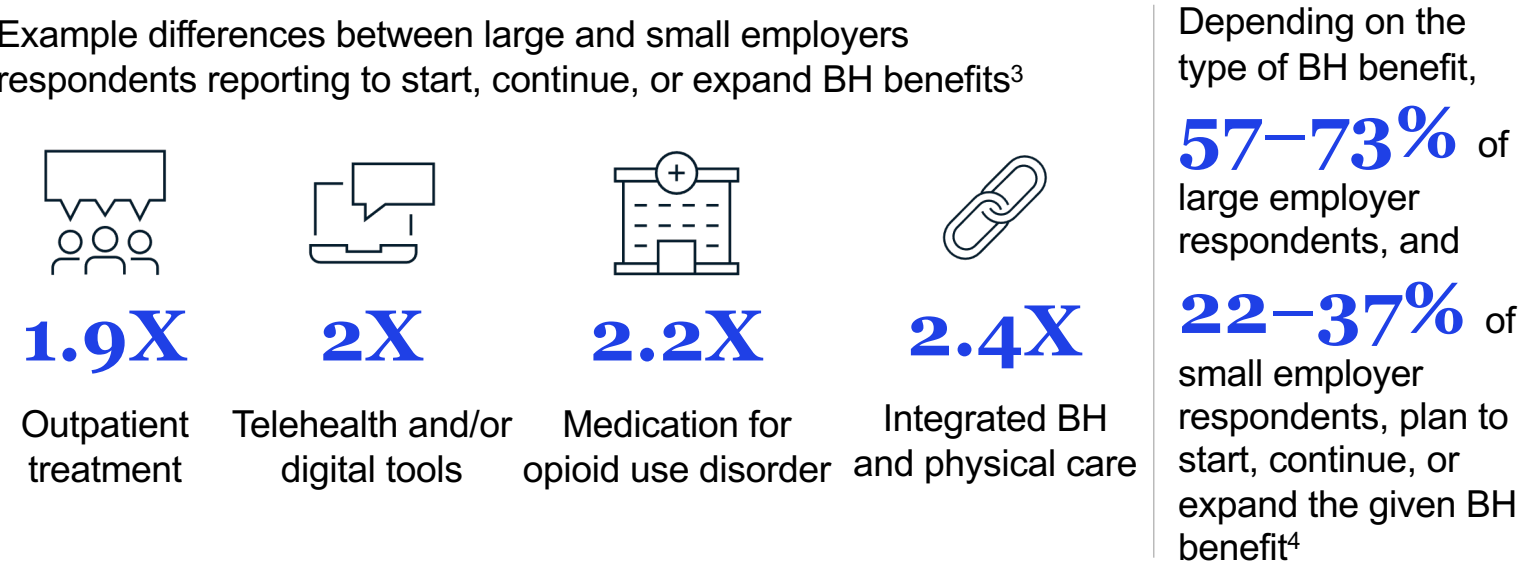 Example differences between large and small employers
respondents reporting to start, continue, or expand BH benefits³
1.9X
Outpatient
treatment
2X
Telehealth and/or
digital tools
2.2X
Medication for
opioid use disorder
2.4X
Integrated BH
and physical care
Depending on the
type of BH benefit,
57–73% of
large employer
respondents, and
22–37% of
small employer
respondents, plan to
start, continue, or
expand the given BH
benefit⁴